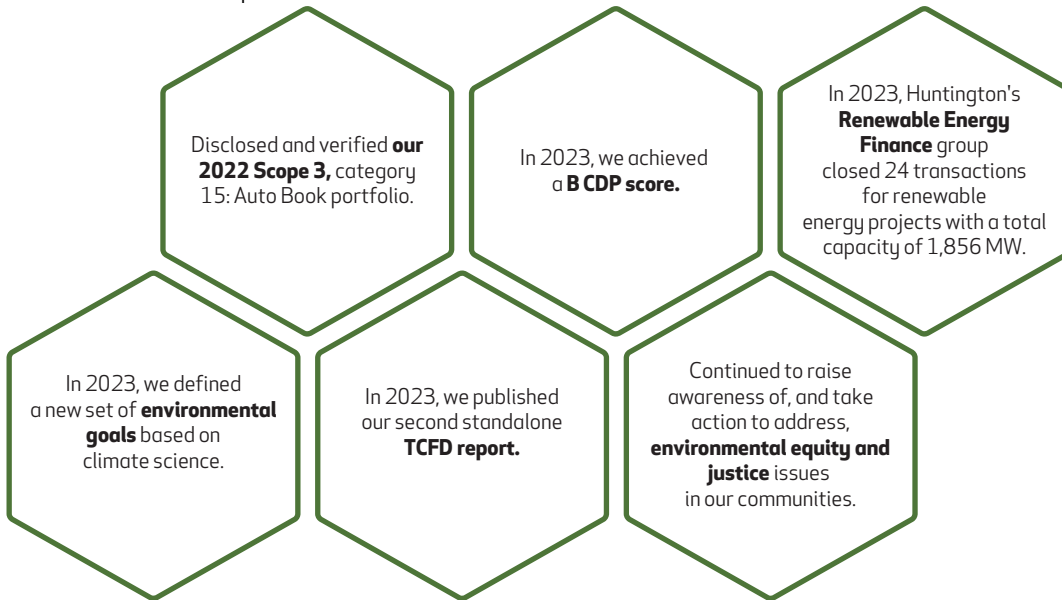 Disclosed and verified our
2022 Scope 3, category
15: Auto Book portfolio.
In 2023, we achieved
a B CDP score.
In 2023, Huntington's
Renewable Energy
Finance group
closed 24 transactions
for renewable
energy projects with a total
capacity of 1,856 MW.
In 2023, we defined
a new set of environmental
goals based on
climate science.
In 2023, we published
our second standalone
TCFD report.
Continued to raise
awareness of, and take
action to address,
environmental equity and
justice issues
in our communities.